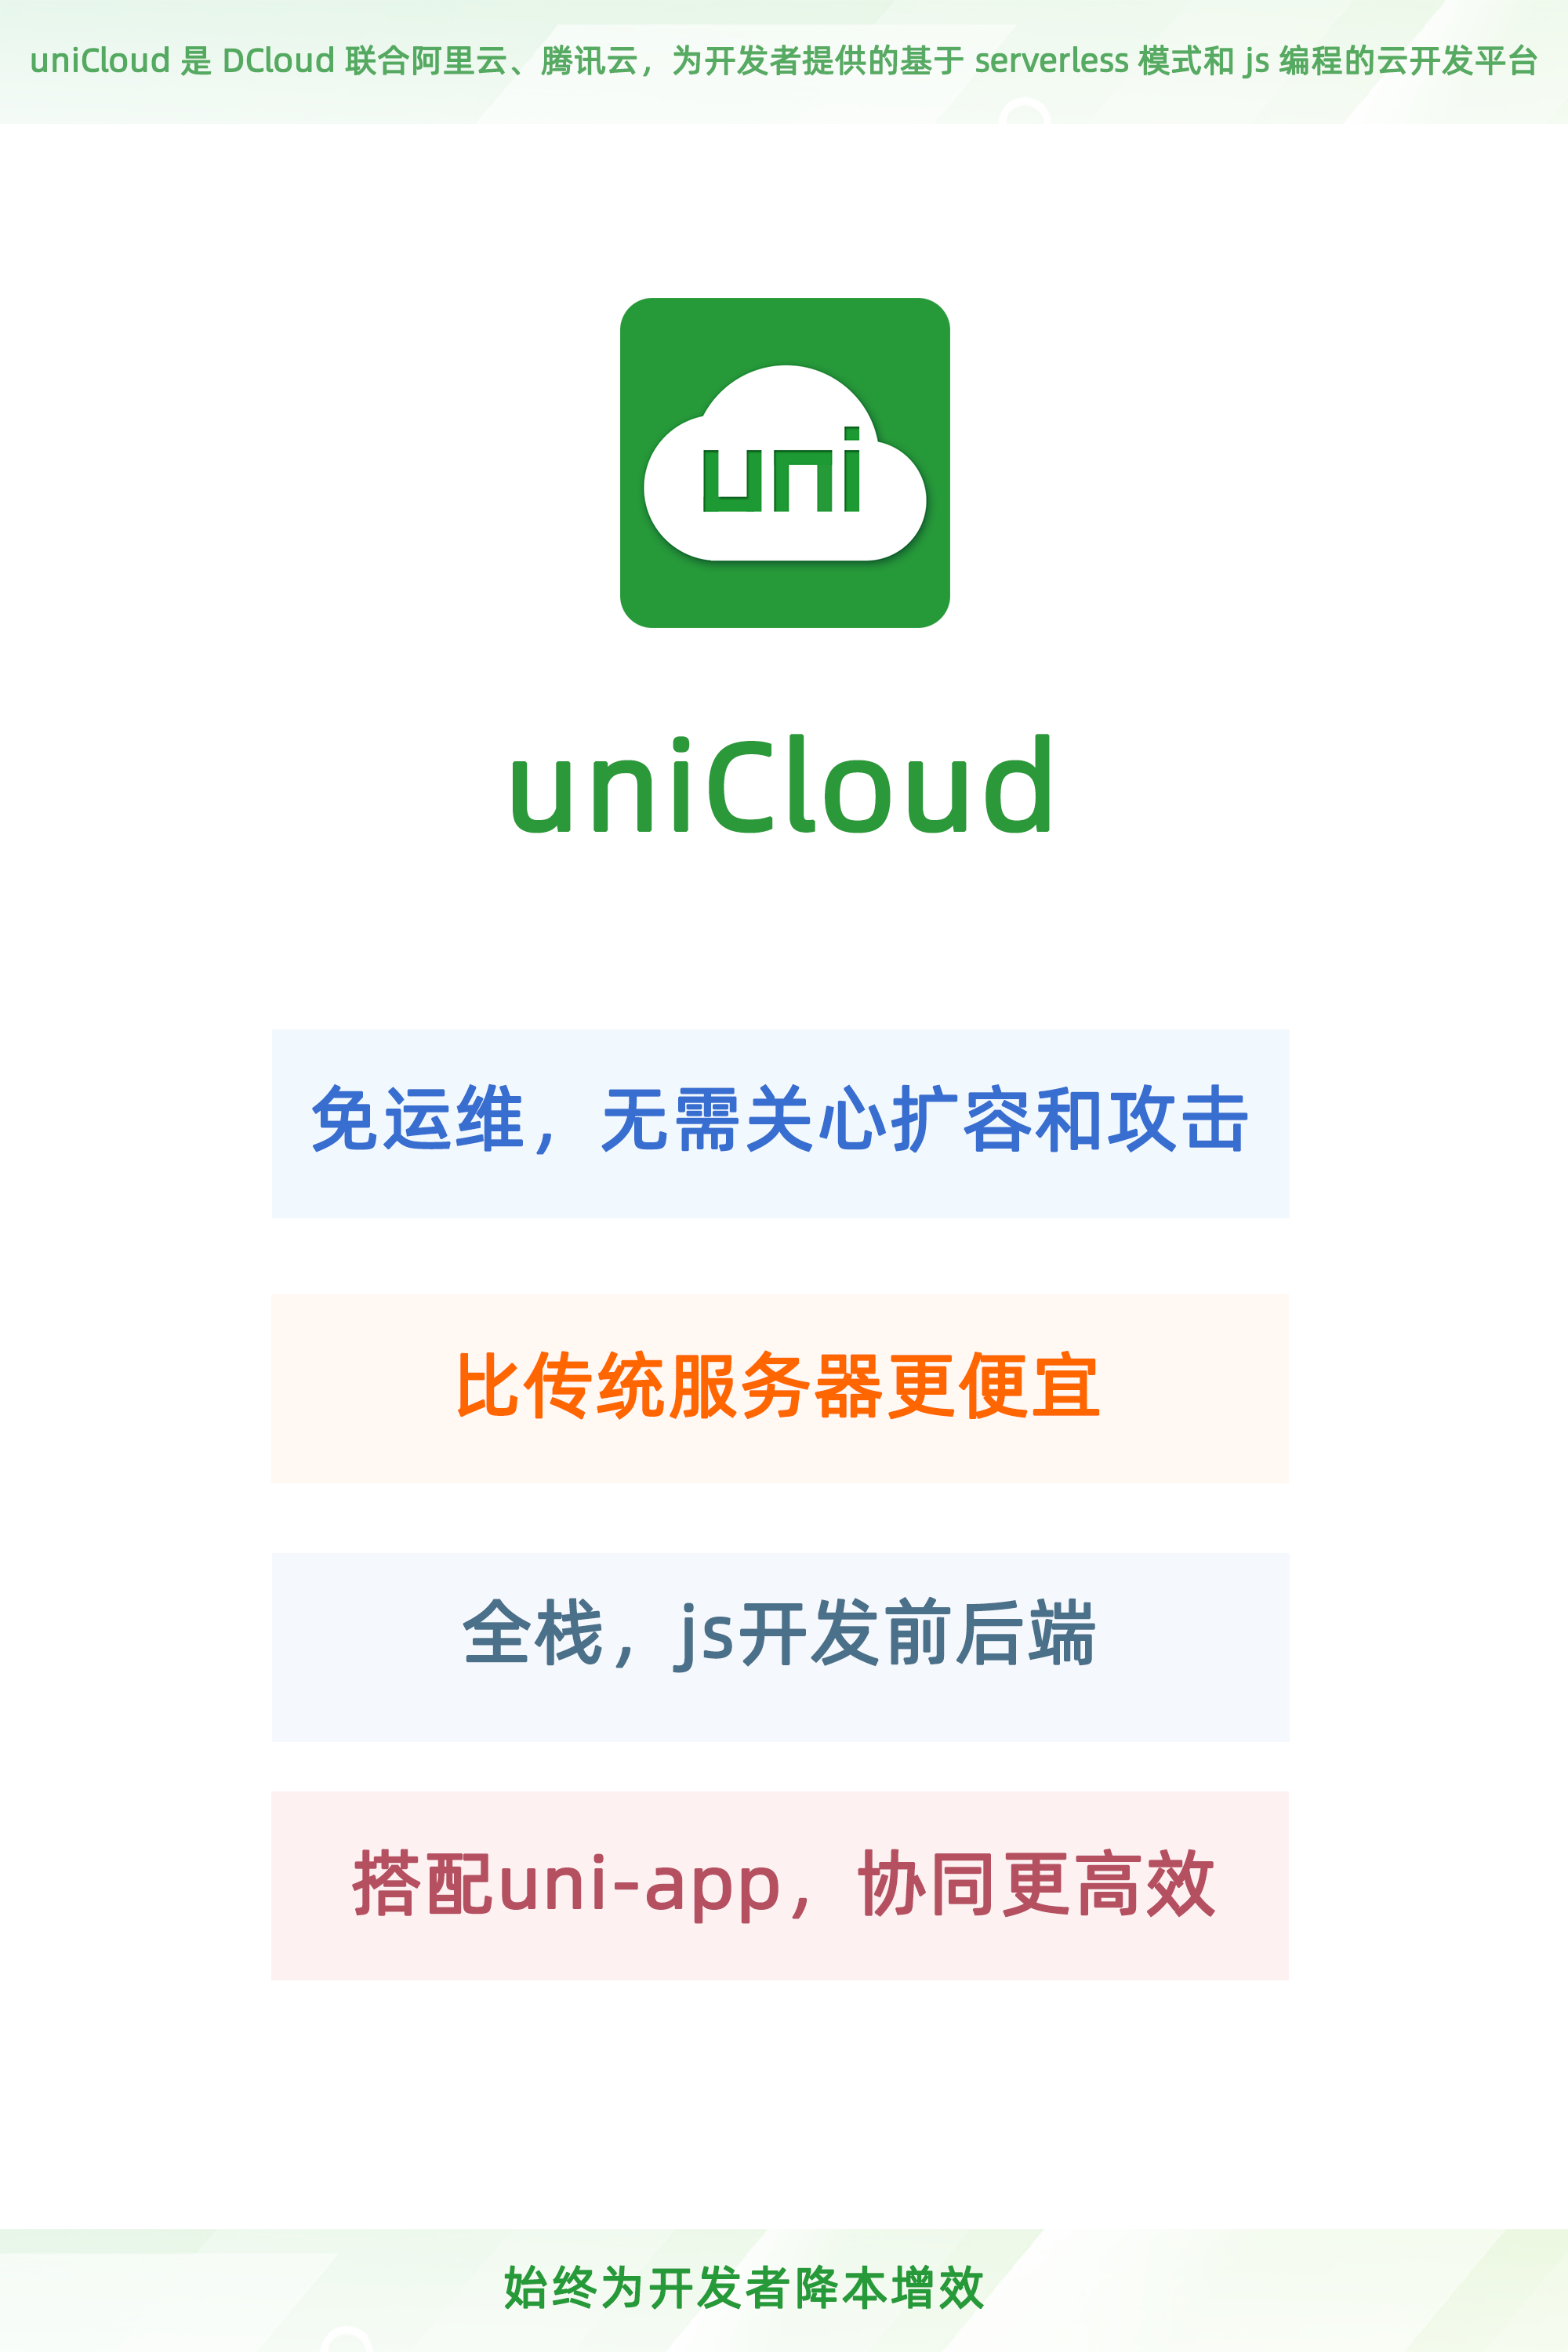 uniCloud 是 DCloud 联合阿里云、腾讯云，为开发者提供的基于 serverless 模式和 js 编程的云开发平台
uni
uniCloud
免运维，无需关心扩容和攻击
比传统服务器更便宜
全栈，js开发前后端
搭配uni-app，协同更高效
始终为开发者降本增效